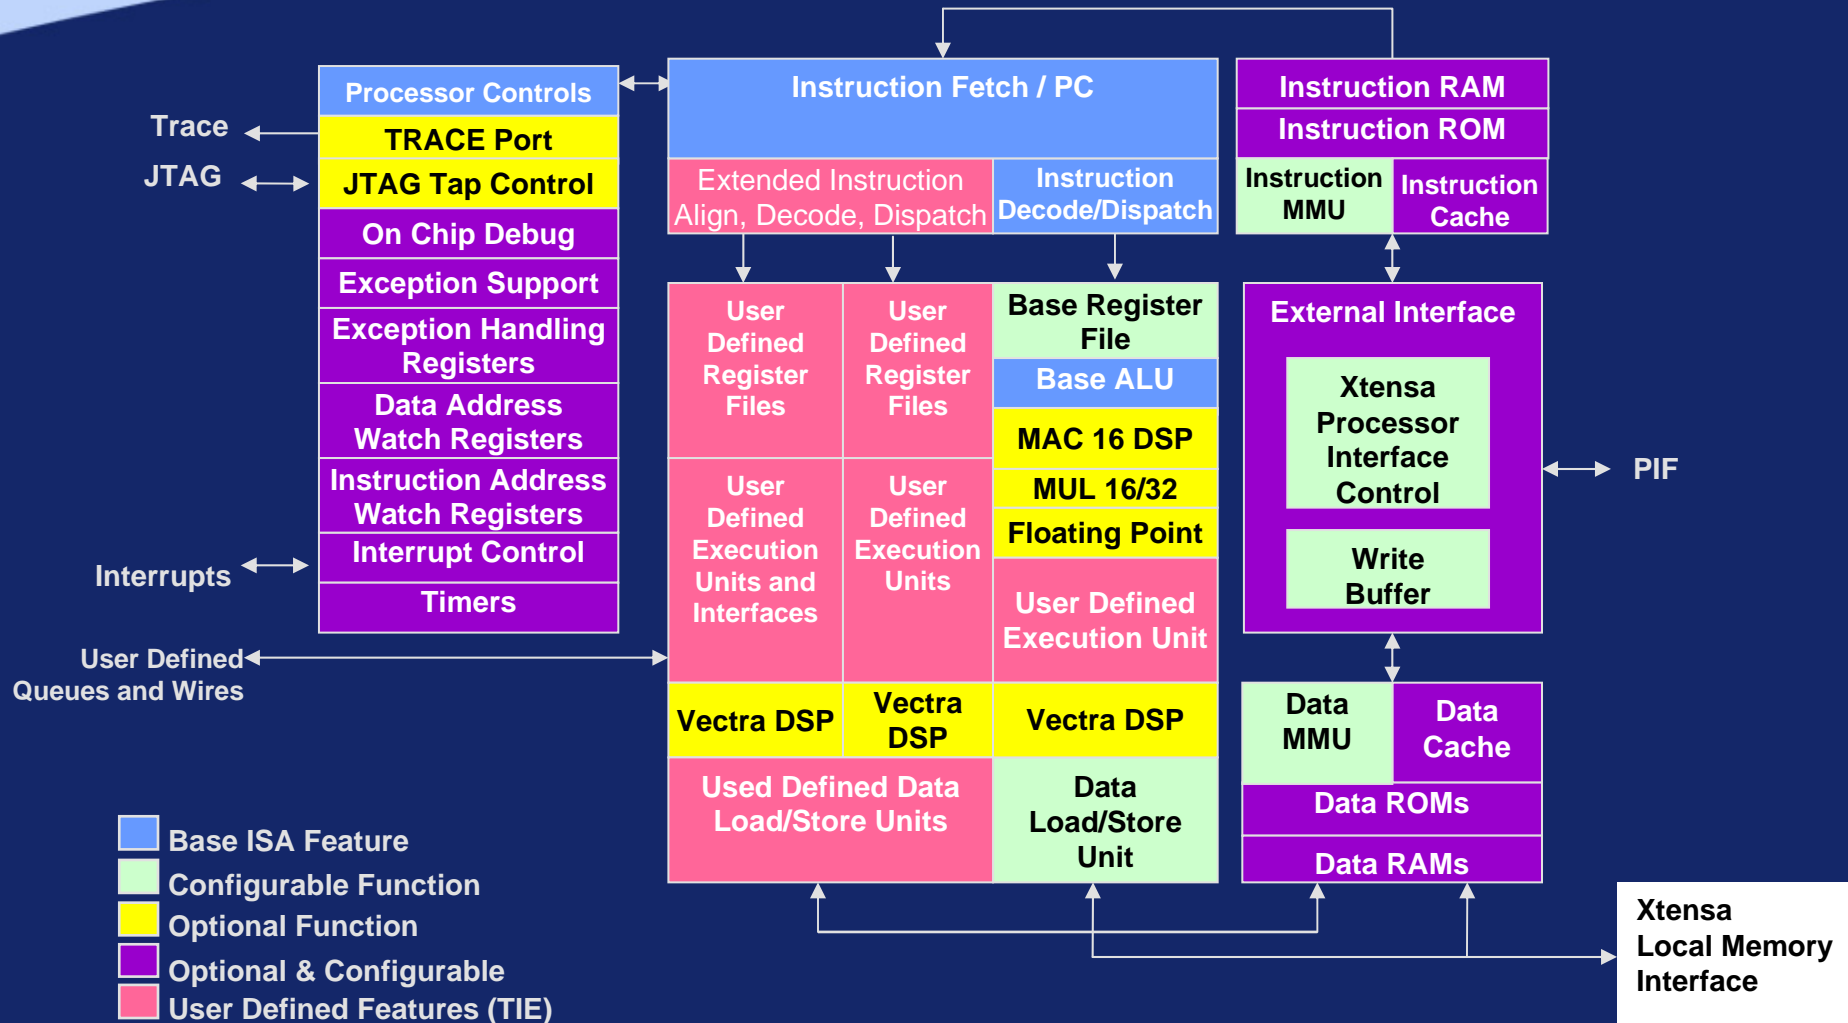 Processor Controls
TRACE Port
JTAG Tap Control
On Chip Debug
Exception Support
Exception Handling
Registers
Data Address
Watch Registers
Instruction Address
Watch Registers
Interrupt Control
Timers
Trace
JTAG
Interrupts
User Defined
Queues and Wires
Instruction Fetch / PC
Extended Instruction
Align, Decode, Dispatch
Instruction
Decode/Dispatch
User
Defined
Register
Files
User
Defined
Register
Files
Base Register
File
Base ALU
MAC 16 DSP
MUL 16/32
Floating Point
User
Defined
Execution
Units and
Interfaces
User
Defined
Execution
Units
User Defined
Execution Unit
Vectra DSP
Vectra
DSP
Vectra DSP
Used Defined Data
Load/Store Units
Data
Load/Store
Unit
Instruction RAM
Instruction ROM
Instruction
MMU
Instruction
Cache
External Interface
Xtensa
Processor
Interface
Control
Write
Buffer
PIF
Data
MMU
Data
Cache
Data ROMs
Data RAMs
Xtensa
Local Memory
Interface
Base ISA Feature
Configurable Function
Optional Function
Optional & Configurable
User Defined Features (TIE)